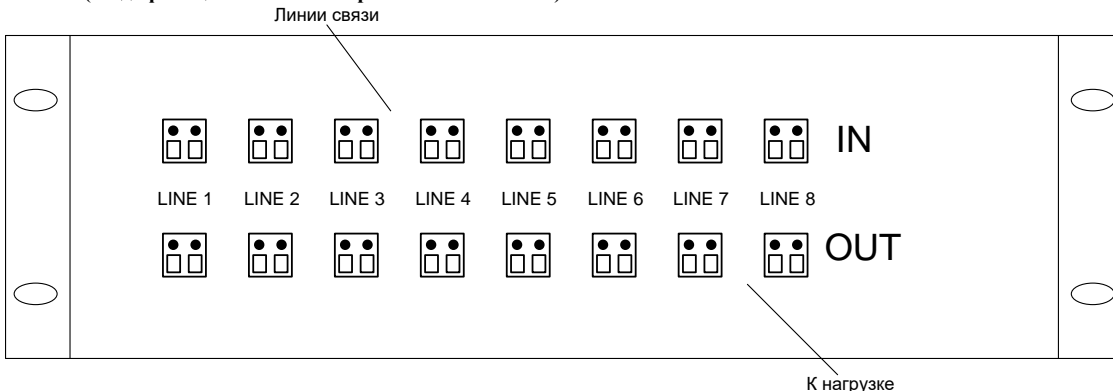 Линии связи
IN
LINE 1 LINE 2 LINE 3 LINE 4 LINE 5 LINE 6 LINE 7 LINE 8
OUT
К нагрузке